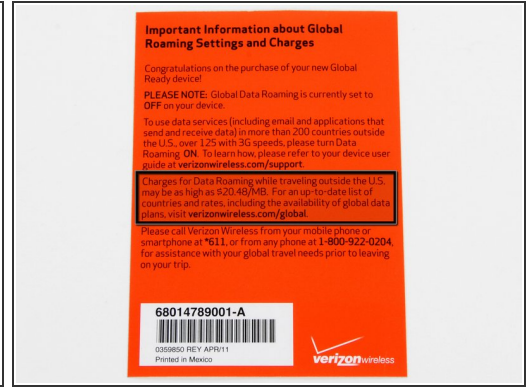 Important Information about Global
Roaming Settings and Charges
Congratulations on the purchase of your new Global
Ready device!
PLEASE NOTE: Global Data Roaming is currently set to
OFF on your device.
To use data services (including email and applications that
send and receive data) in more than 200 countries outside
the U.S., over 125 with 3G speeds, please turn Data
Roaming ON. To learn how, please refer to your device user
guide at verizonwireless.com/support.
Charges for Data Roaming while traveling outside the U.S.
may be as high as $20.48/MB. For an up-to-date list of
countries and rates, including the availability of global data
plans, visit verizonwireless.com/global.
Please call Verizon Wireless from your mobile phone or
smartphone at *611, or from any phone at 1-800-922-0204,
for assistance with your global travel needs prior to leaving
on your trip.
68014789001-A
0359850 REY APR/11
Printed in Mexico
verizonwireless